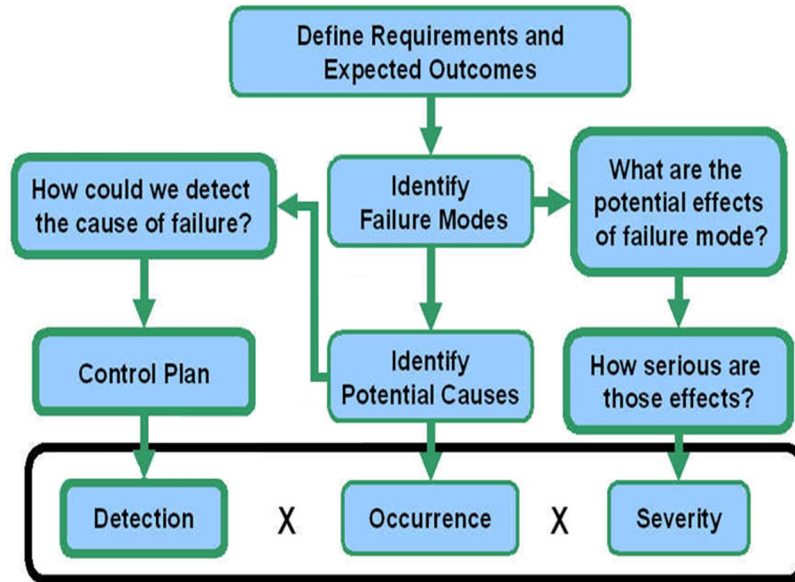 Define Requirements and
Expected Outcomes
How could we detect
the cause of failure?
Identify
Failure Modes
What are the
potential effects
of failure mode?
Control Plan
Identify
Potential Causes
How serious are
those effects?
Detection X Occurrence X Severity